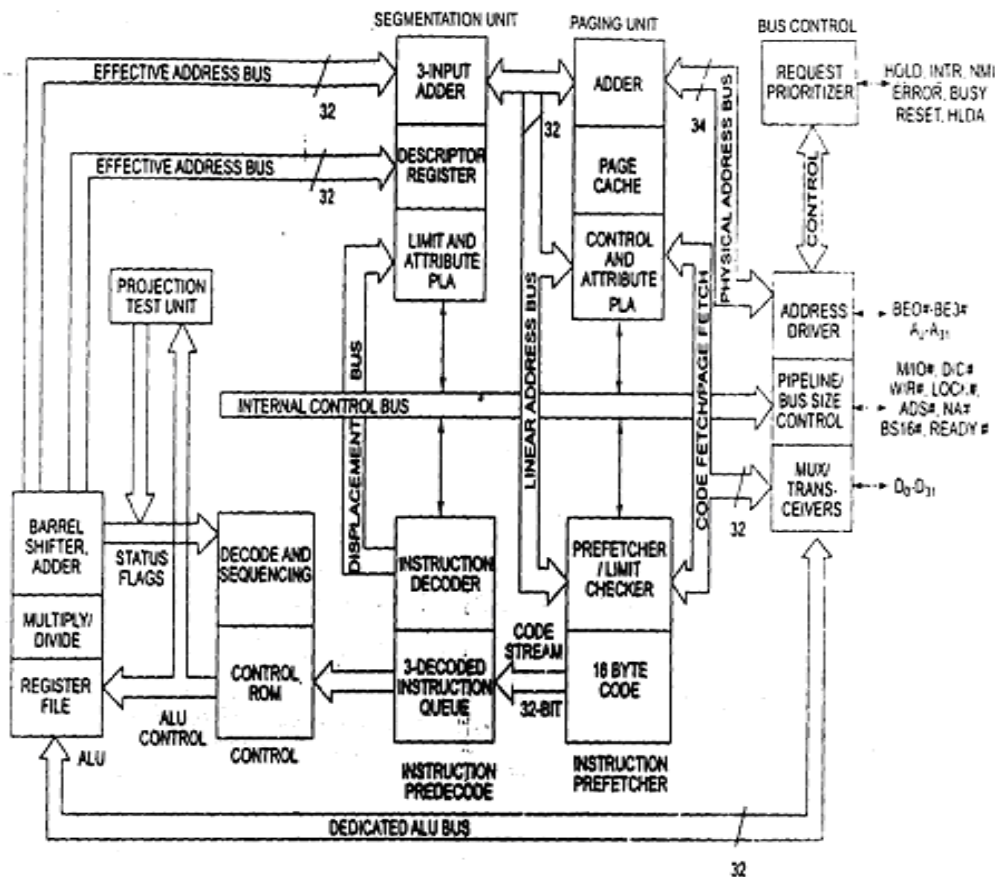 SEGMENTATION UNIT
PAGING UNIT
BUS CONTROL
EFFECTIVE ADDRESS BUS
32
3-INPUT
ADDER
32
ADDER
34
REQUEST
PRIORITIZER
HOLD, INTR, NMI
ERROR, BUSY
RESET, HLDA
EFFECTIVE ADDRESS BUS
32
DESCRIPTOR
REGISTER
PAGE
CACHE
PHYSICAL ADDRESS BUS
CONTROL
LIMIT AND
ATTRIBUTE
PLA
CONTROL
AND
ATTRIBUTE
PLA
PROJECTION
TEST UNIT
ADDRESS
DRIVER
BE0#-BE3#
DISPLACEMENT BUS
LINEAR ADDRESS BUS
CODE FETCH/PAGE FETCH
INTERNAL CONTROL BUS
PIPELINE/
BUS SIZE
CONTROL
M/IO#, D/C#
W/R#, LOCK#,
ADS#, NA#
BS16#, READY #
32
MUX/
TRANS-
CEIVERS
D0-D31
BARREL
SHIFTER,
ADDER
STATUS
FLAGS
DECODE AND
SEQUENCING
INSTRUCTION
DECODER
PREFETCHER
/ LIMIT
CHECKER
MULTIPLY/
DIVIDE
REGISTER
FILE
CONTROL
ROM
3-DECODED
INSTRUCTION
QUEUE
CODE
STREAM
32-BIT
16 BYTE
CODE
ALU
ALU
CONTROL
CONTROL
INSTRUCTION
PREDECODE
INSTRUCTION
PREFETCHER
DEDICATED ALU BUS
32